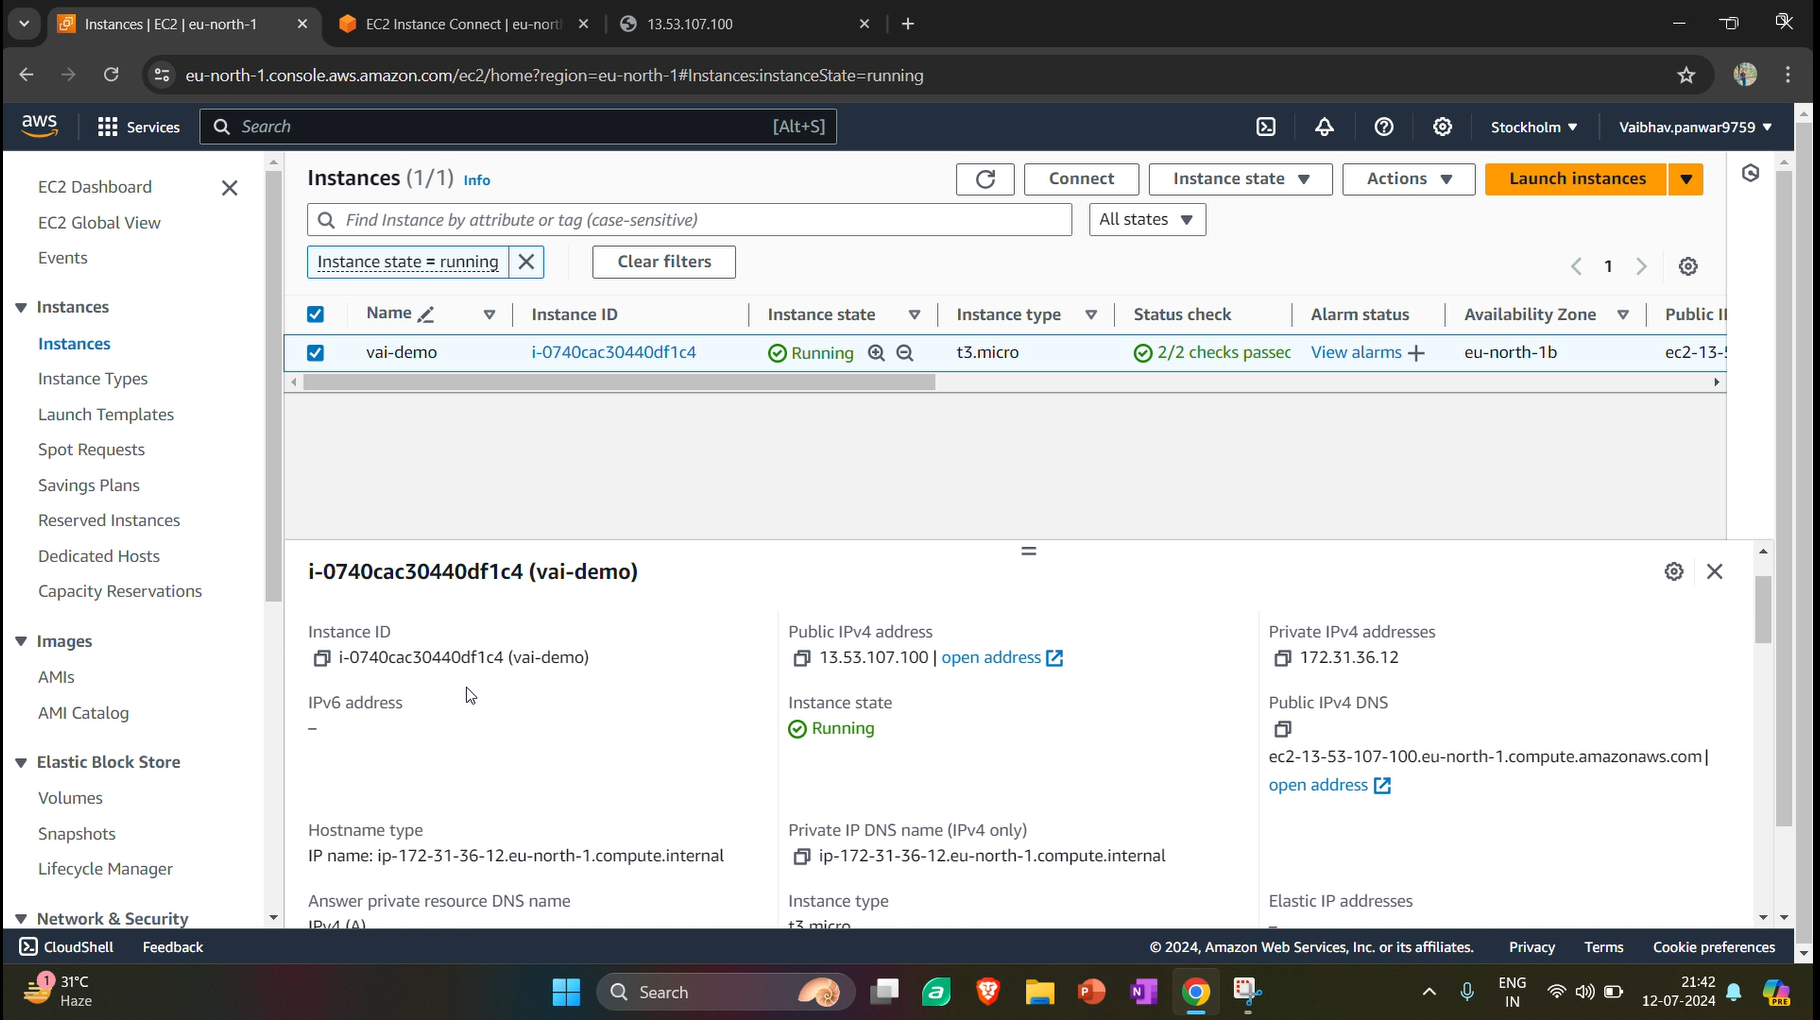 Instances | EC2 | eu-north-1
EC2 Instance Connect | eu-nort
13.53.107.100
eu-north-1.console.aws.amazon.com/ec2/home?region=eu-north-1#Instances:instanceState=running
aws
Services
Search
[Alt+S]
Stockholm
Vaibhav.panwar9759
EC2 Dashboard
EC2 Global View
Events
Instances
Instances
Instance Types
Launch Templates
Spot Requests
Savings Plans
Reserved Instances
Dedicated Hosts
Capacity Reservations
Images
AMIs
AMI Catalog
Elastic Block Store
Volumes
Snapshots
Lifecycle Manager
Network & Security
Instances (1/1) Info
Connect
Instance state
Actions
Launch instances
Find Instance by attribute or tag (case-sensitive)
All states
Instance state = running
Clear filters
1
Name Instance ID Instance state Instance type Status check Alarm status Availability Zone Public I
vai-demo i-0740cac30440df1c4 Running t3.micro 2/2 checks passec View alarms + eu-north-1b ec2-13-5
i-0740cac30440df1c4 (vai-demo)
Instance ID
i-0740cac30440df1c4 (vai-demo)
Public IPv4 address
13.53.107.100 | open address
Private IPv4 addresses
172.31.36.12
IPv6 address
–
Instance state
Running
Public IPv4 DNS
ec2-13-53-107-100.eu-north-1.compute.amazonaws.com |
open address
Hostname type
IP name: ip-172-31-36-12.eu-north-1.compute.internal
Private IP DNS name (IPv4 only)
ip-172-31-36-12.eu-north-1.compute.internal
Answer private resource DNS name
IPv4 (A)
Instance type
t3.micro
Elastic IP addresses
–
CloudShell
Feedback
© 2024, Amazon Web Services, Inc. or its affiliates.
Privacy
Terms
Cookie preferences
1
31°C
Haze
Search
ENG
IN
21:42
12-07-2024
PRE